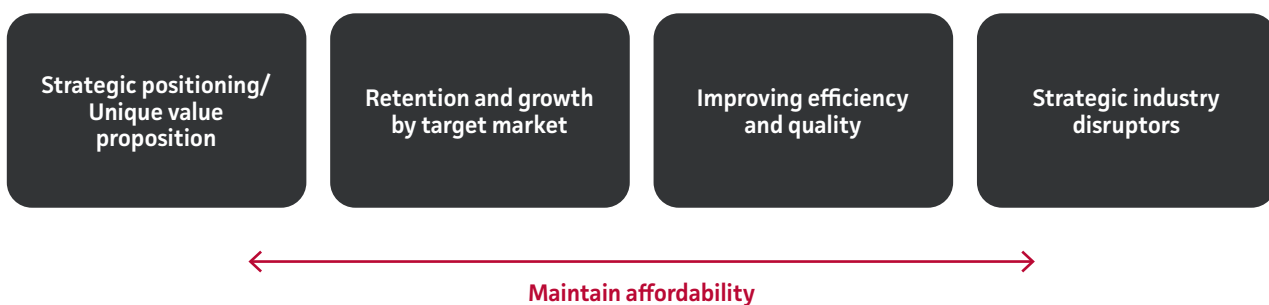 Strategic positioning/
Unique value
proposition
Retention and growth
by target market
Improving efficiency
and quality
Strategic industry
disruptors
Maintain affordability